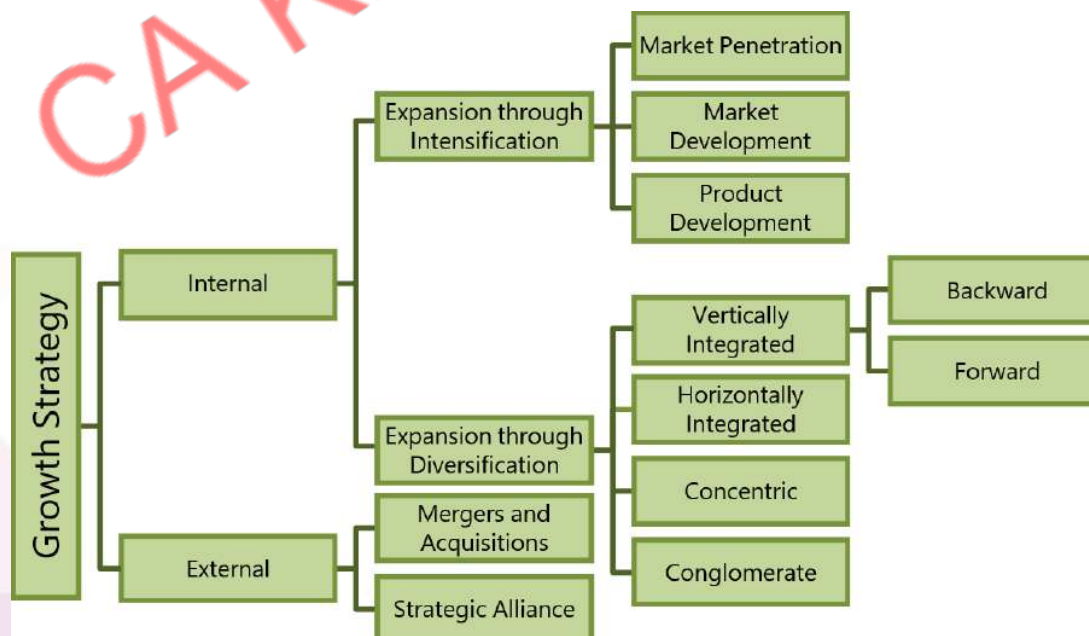 CA
Market Penetration
Expansion through
Intensification
Market
Development
Product
Development
Growth Strategy
Internal
Vertically
Integrated
Backward
Forward
Horizontally
Integrated
Expansion through
Diversification
Concentric
Mergers and
Acquisitions
External
Conglomerate
Strategic Alliance